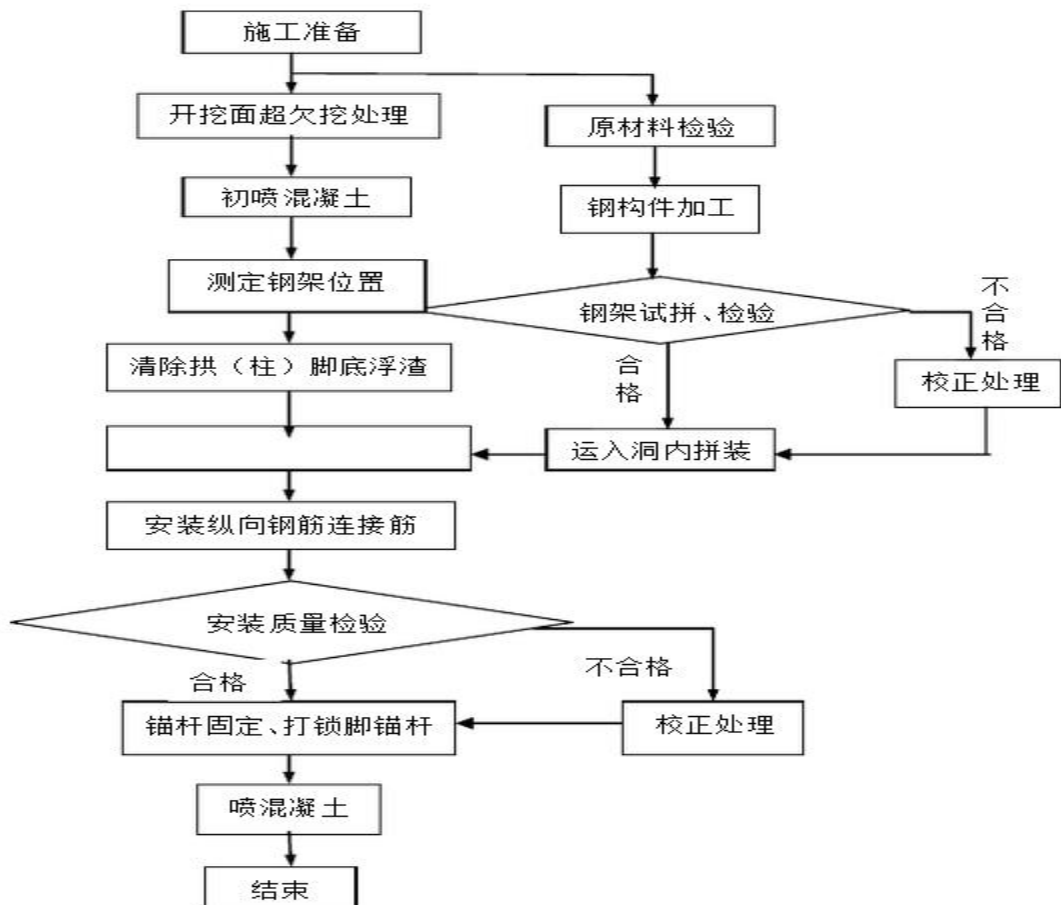 施工准备
开挖面超欠挖处理
原材料检验
初喷混凝土
钢构件加工
测定钢架位置
钢架试拼、检验
不合格
清除拱（柱）脚底浮渣
合格
校正处理
运入洞内拼装
安装纵向钢筋连接筋
安装质量检验
合格
不合格
锚杆固定、打锁脚锚杆
校正处理
喷混凝土
结束